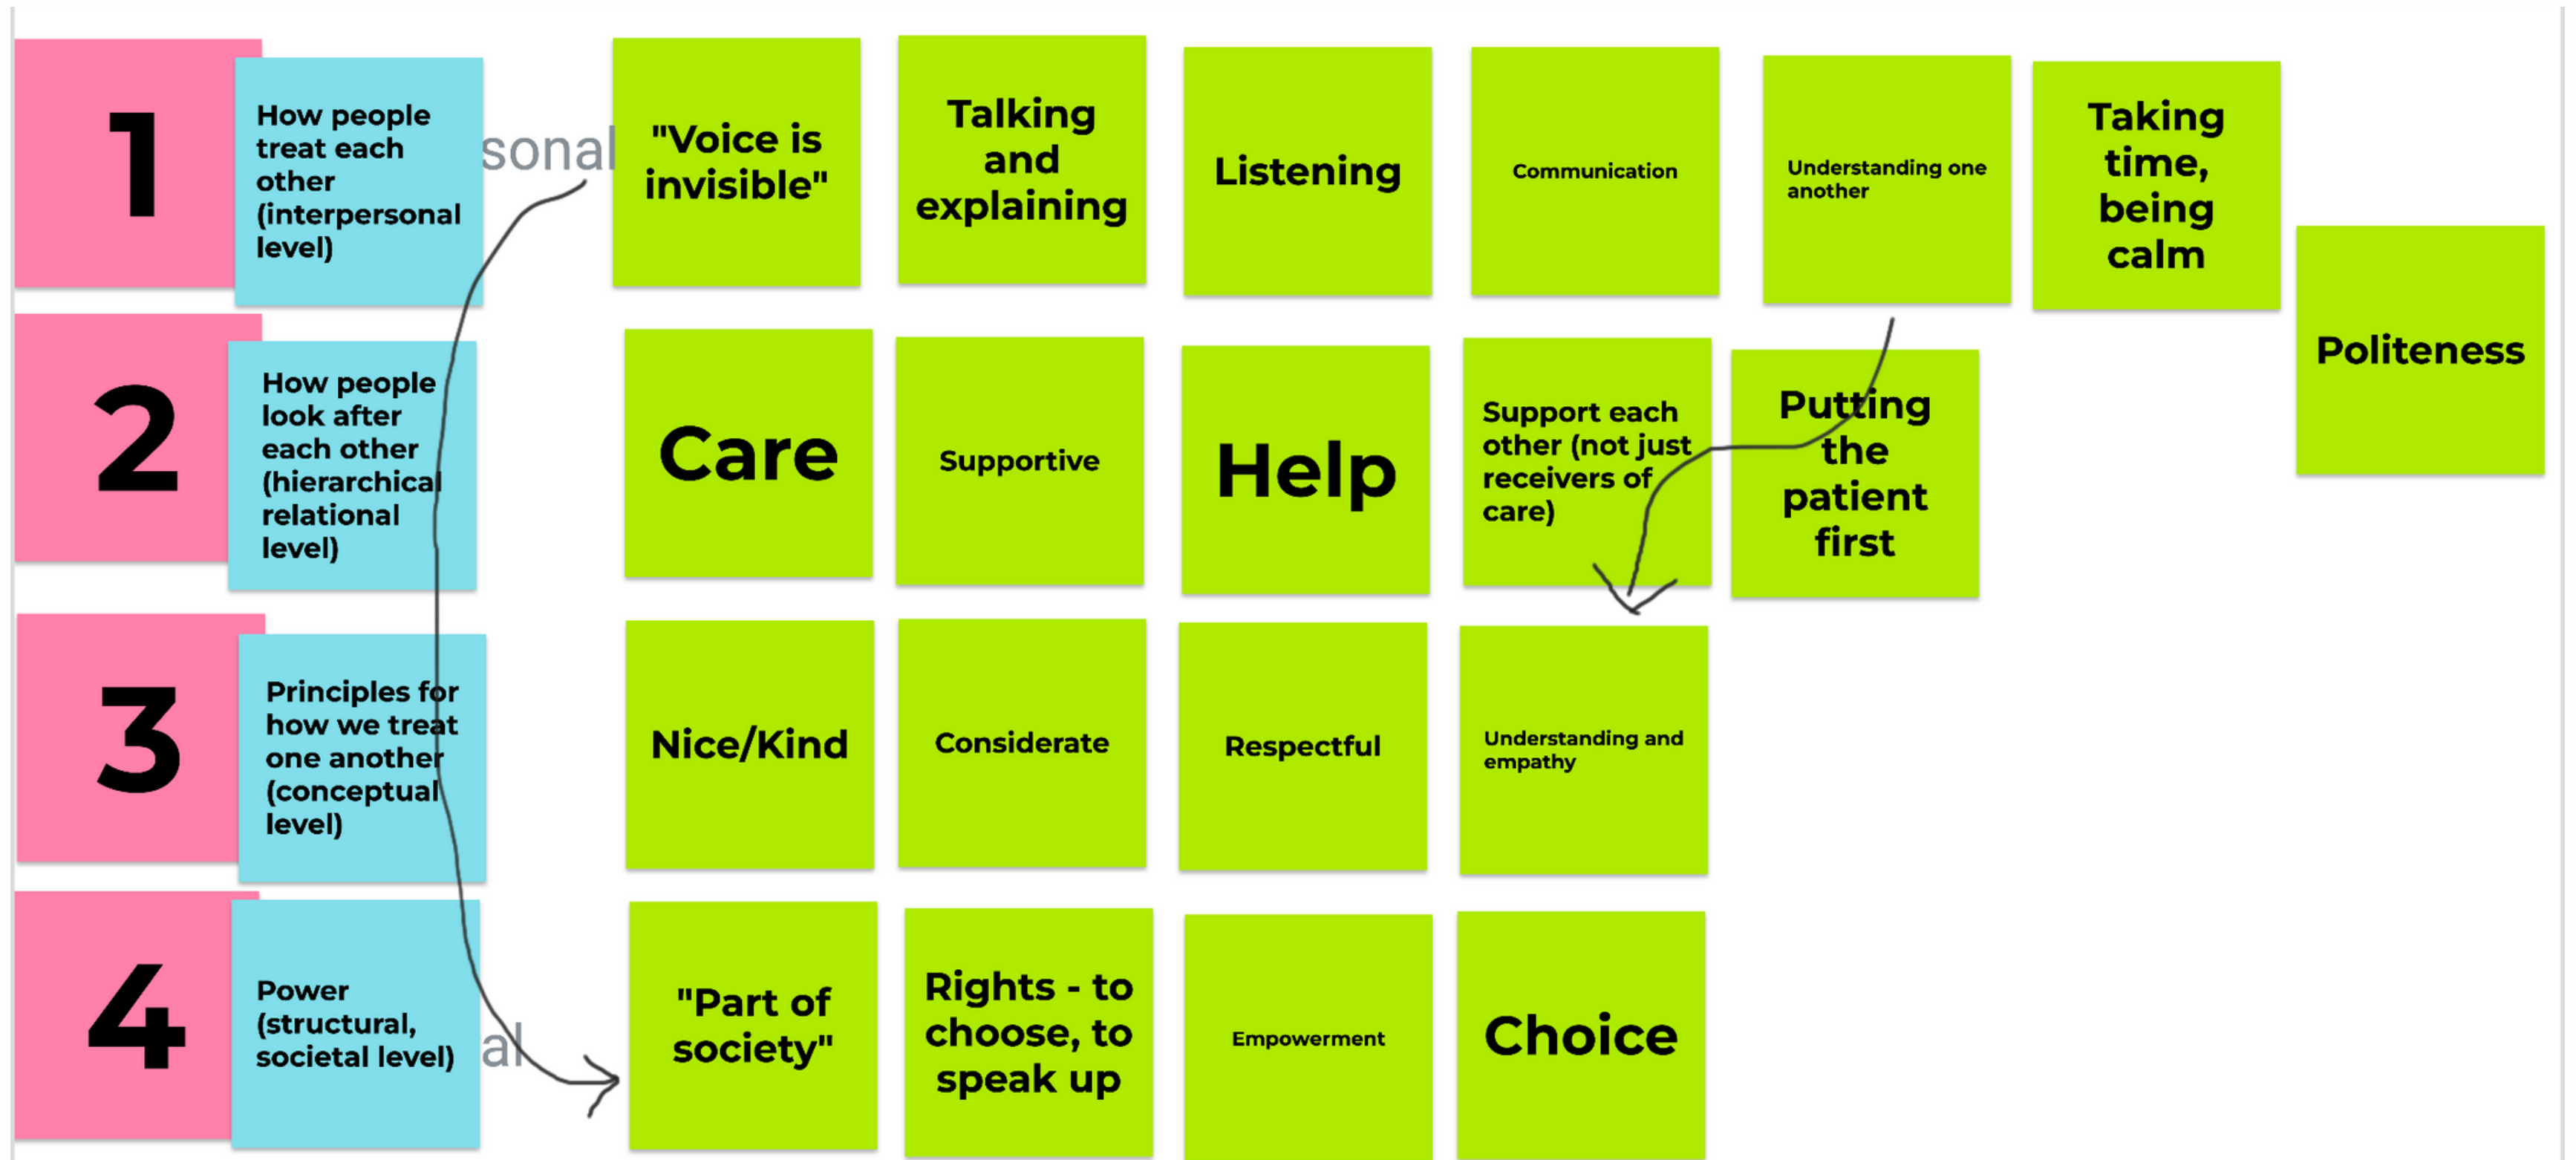 1
How people
treat each
other
(interpersonal
level)
sonal
"Voice is
invisible"
Talking
and
explaining
Listening
Communication
Understanding one
another
Taking
time,
being
calm
Politeness
2
How people
look after
each other
(hierarchical
relational
level)
Care
Supportive
Help
Support each
other (not just
receivers of
care)
Putting
the
patient
first
3
Principles for
how we treat
one another
(conceptual
level)
Nice/Kind
Considerate
Respectful
Understanding and
empathy
4
Power
(structural,
societal level)
al
"Part of
society"
Rights - to
choose, to
speak up
Empowerment
Choice